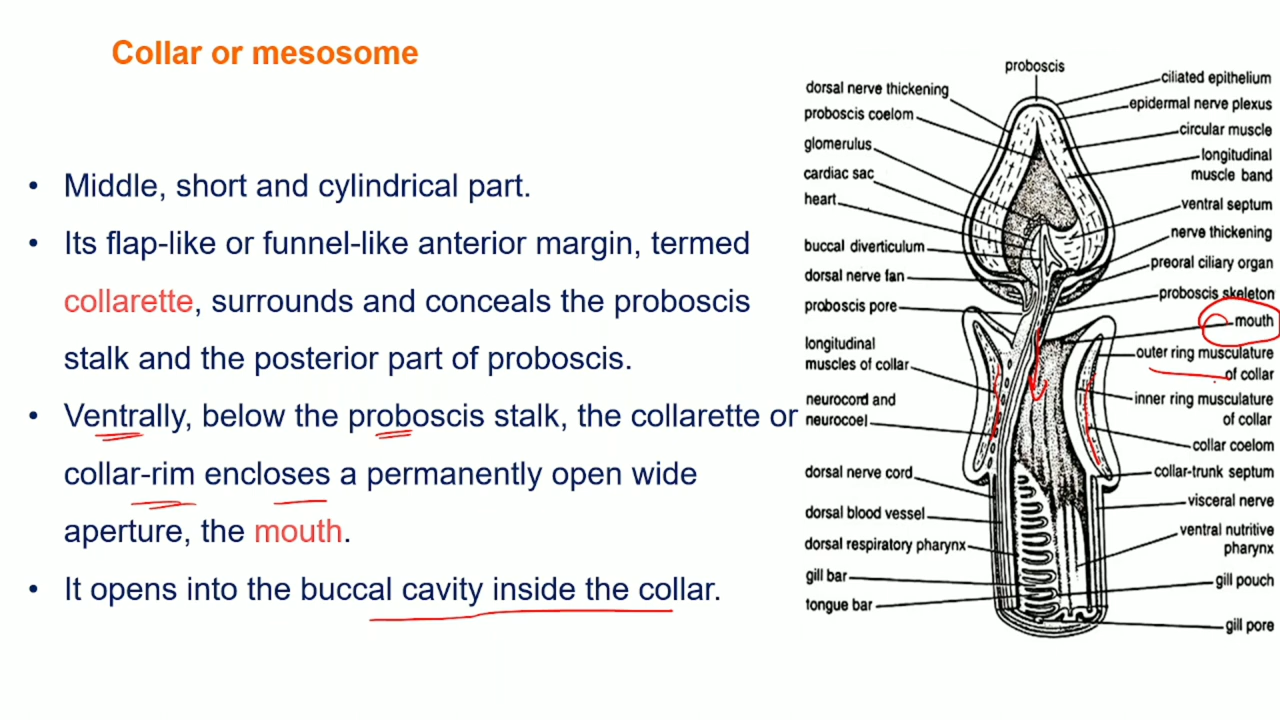 Collar or mesosome
• Middle, short and cylindrical part.
• Its flap-like or funnel-like anterior margin, termed
collarette, surrounds and conceals the proboscis
stalk and the posterior part of proboscis.
• Ventrally, below the proboscis stalk, the collarette or
collar-rim encloses a permanently open wide
aperture, the mouth.
• It opens into the buccal cavity inside the collar.
proboscis
dorsal nerve thickening
proboscis coelom
glomerulus
cardiac sac
heart
buccal diverticulum
dorsal nerve fan
proboscis pore
longitudinal
muscles of collar
neurocord and
neurocoel
dorsal nerve cord
dorsal blood vessel
dorsal respiratory pharynx
gill bar
tongue bar
ciliated epithelium
epidermal nerve plexus
circular muscle
longitudinal
muscle band
ventral septum
nerve thickening
preoral ciliary organ
proboscis skeleton
mouth
outer ring musculature
of collar
inner ring musculature
of collar
collar coelom
collar-trunk septum
visceral nerve
ventral nutritive
pharynx
gill pouch
gill pore